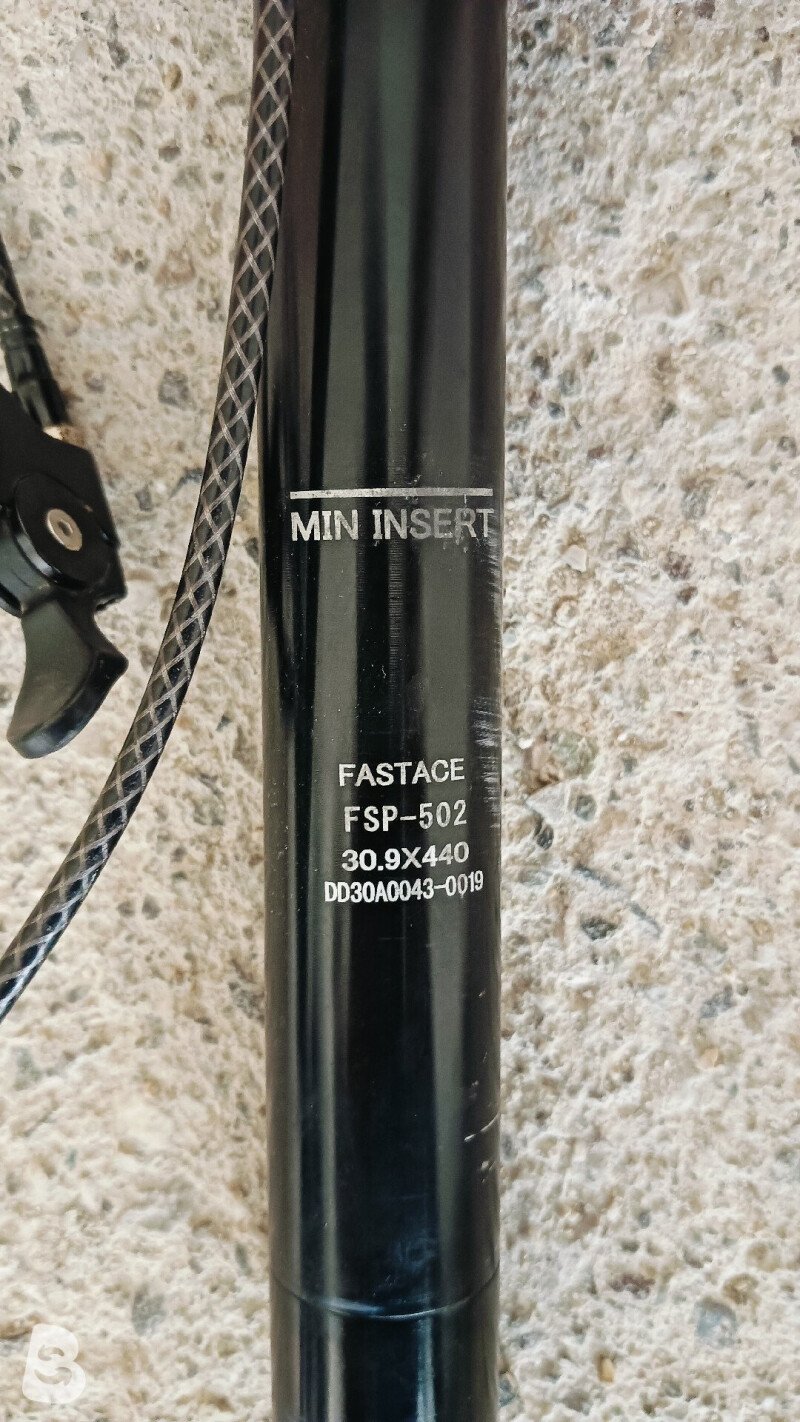 MIN INSERT
FASTACE
FSP-502
30.9X440
DD30A0043-0019
B